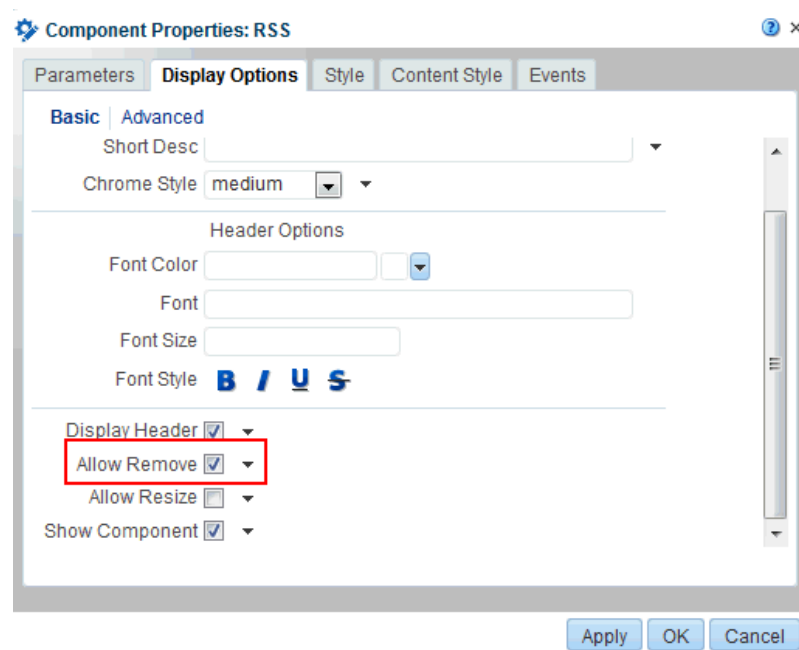 Component Properties: RSS
Parameters Display Options Style Content Style Events
Basic Advanced
Short Desc
Chrome Style medium
Header Options
Font Color
Font
Font Size
Font Style B I U S
Display Header
Allow Remove
Allow Resize
Show Component
Apply OK Cancel